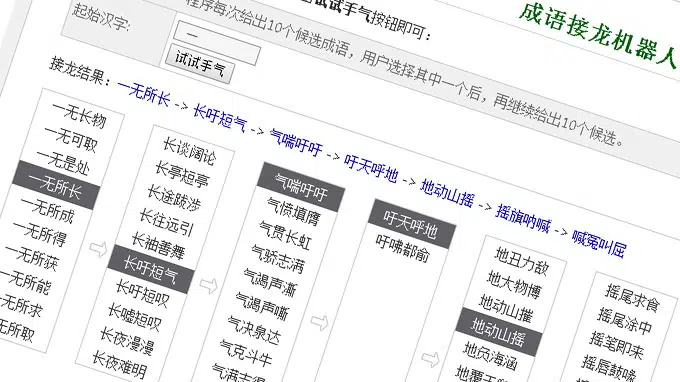 成语接龙机器人
试试手气按钮即可：
程序每次给出10个候选成语，用户选择其中一个后，再继续给出10个候选。
起始汉字：
一
试试手气
接龙结果：一无所长 -> 长吁短气 -> 气喘吁吁 -> 吁天呼地 -> 地动山摇 -> 摇旗呐喊 -> 喊冤叫屈
一无长物
一无可取
一无是处
一无所长
一无所成
一无所得
一无所获
一无所能
一无所求
无所取
长谈阔论
长亭短亭
长途跋涉
长往远引
长袖善舞
长吁短气
长吁短叹
长嘘短叹
长夜漫漫
长夜难明
气喘吁吁
气愤填膺
气贯长虹
气骄志满
气竭声澌
气竭声嘶
气决泉达
气克斗牛
气满志得
吁天呼地
吁咈都俞
地丑力敌
地大物博
地动山摧
地动山摇
地负海涵
摇尾求食
摇尾涂中
摇笔即来
摇唇鼓喙